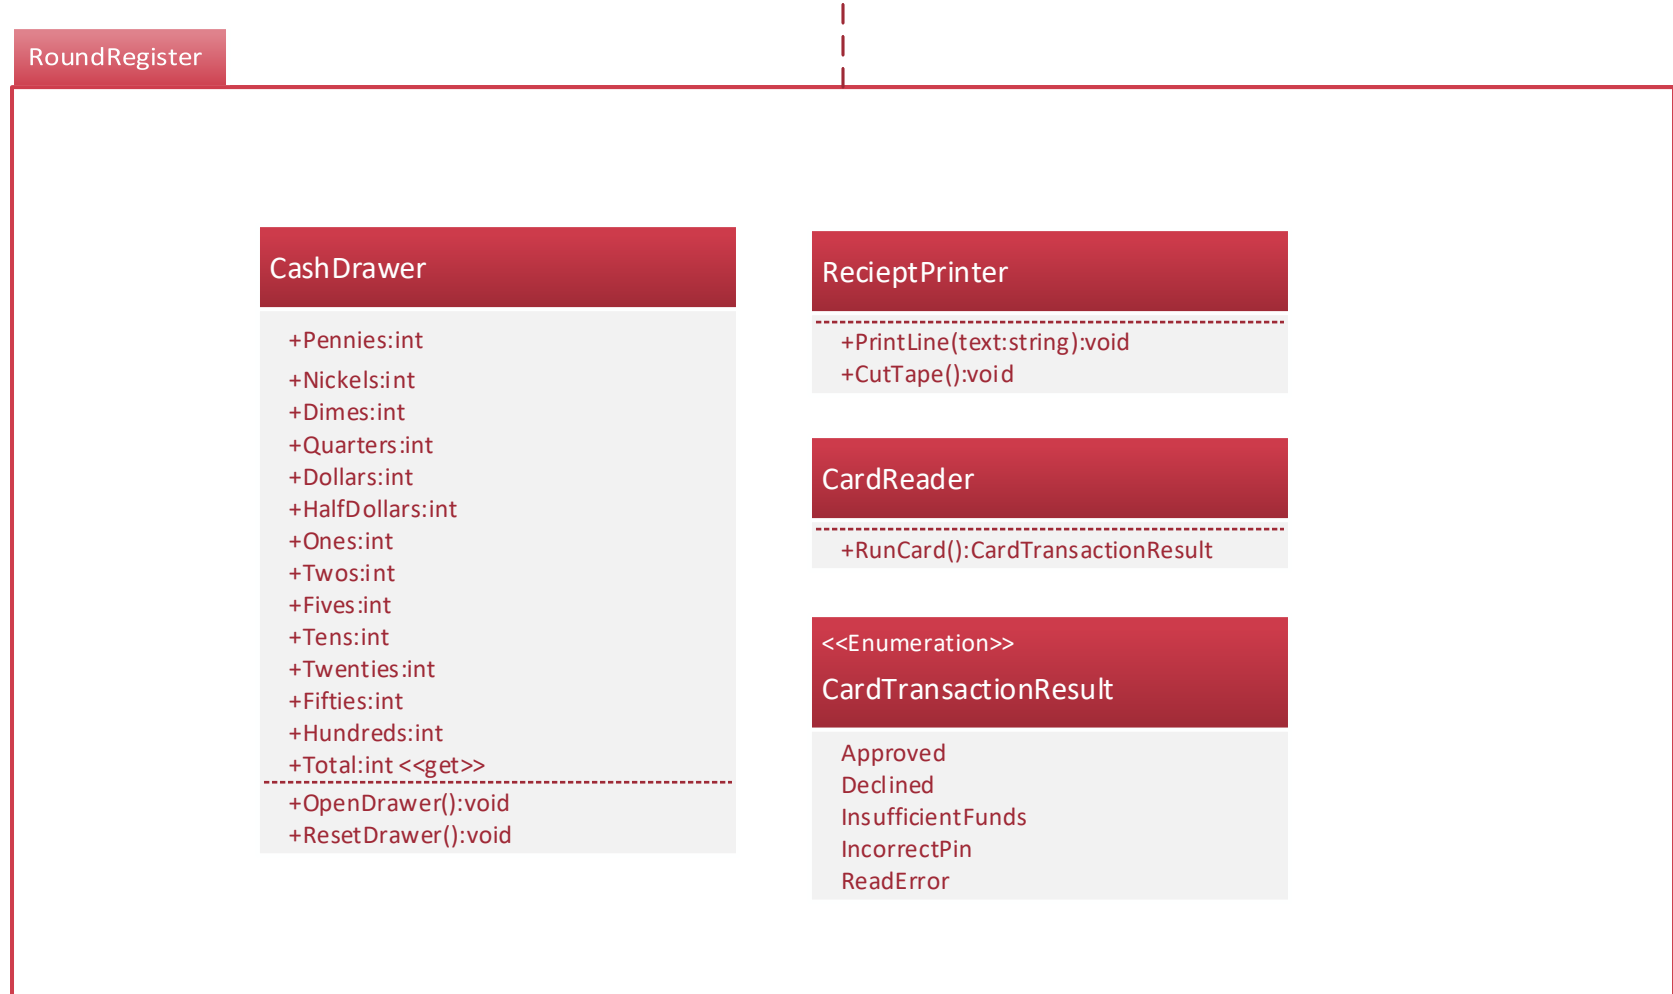 RoundRegister
CashDrawer
+Pennies:int
+Nickels:int
+Dimes:int
+Quarters:int
+Dollars:int
+HalfDollars:int
+Ones:int
+Twos:int
+Fives:int
+Tens:int
+Twenties:int
+Fifties:int
+Hundreds:int
+Total:int <<get>>
+OpenDrawer():void
+ResetDrawer():void
RecieptPrinter
+PrintLine(text:string):void
+CutTape():void
CardReader
+RunCard():CardTransactionResult
<<Enumeration>>
CardTransactionResult
Approved
Declined
InsufficientFunds
IncorrectPin
ReadError